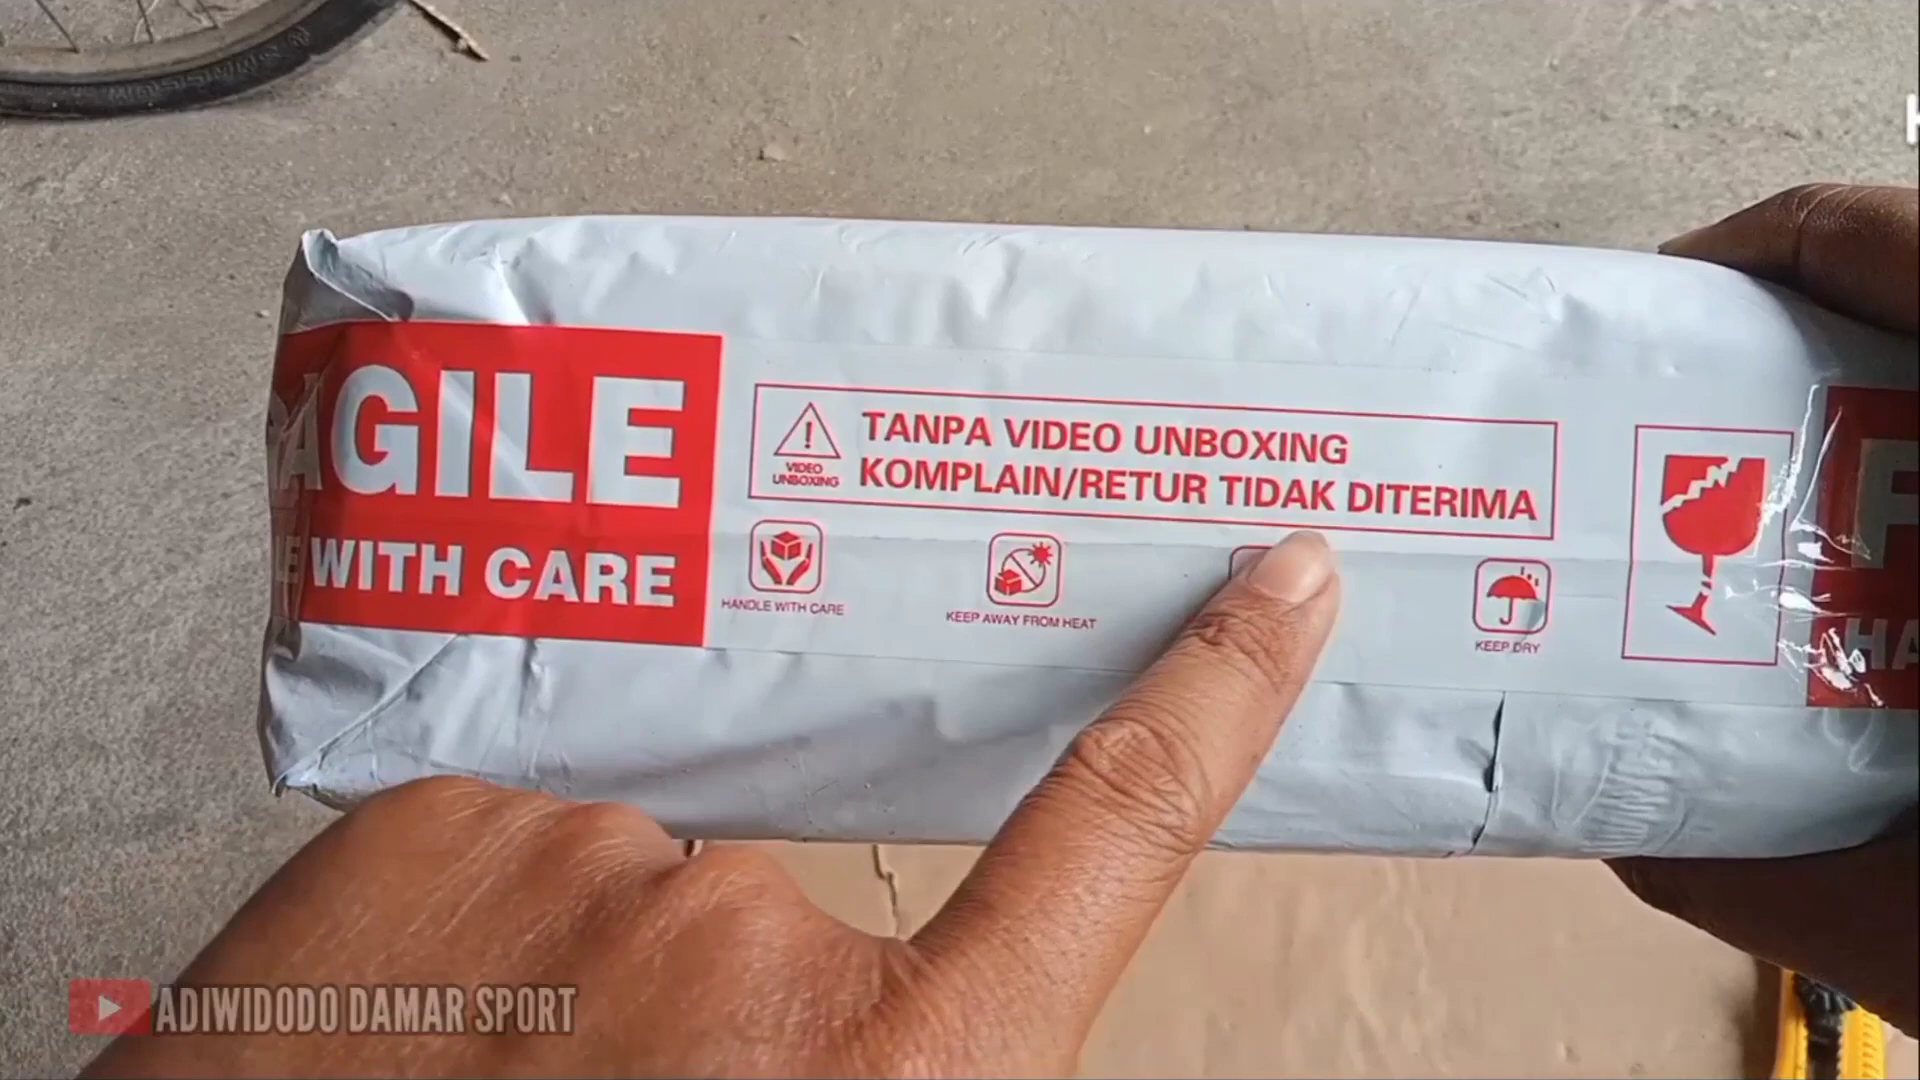 AGILE
WITH CARE
VIDEO
UNBOXING
TANPA VIDEO UNBOXING
KOMPLAIN/RETUR TIDAK DITERIMA
HANDLE WITH CARE
KEEP AWAY FROM HEAT
KEEP DRY
F
HA
ADIWIDODO DAMAR SPORT